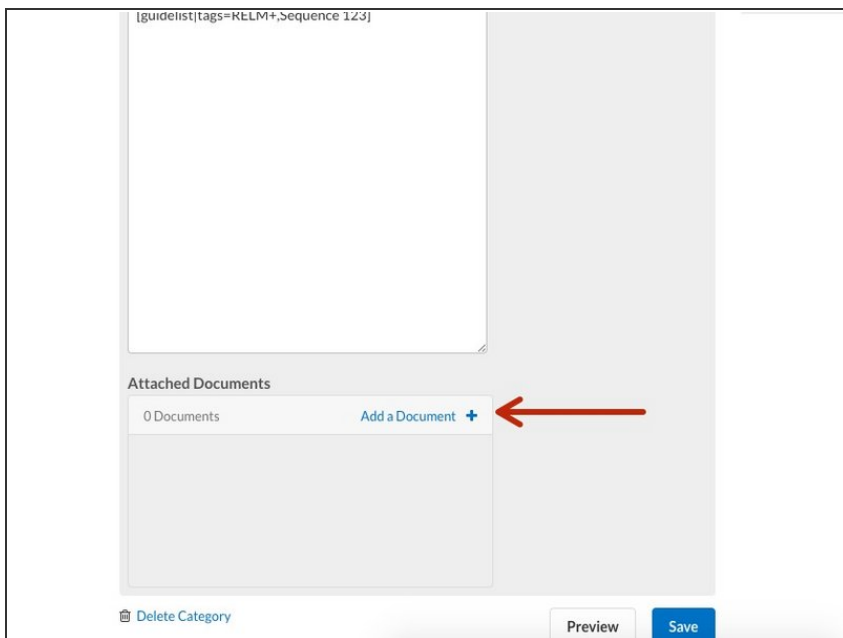 [guidelist|tags=RELM+,Sequence 123]
Attached Documents
0 Documents Add a Document +
Delete Category
Preview Save